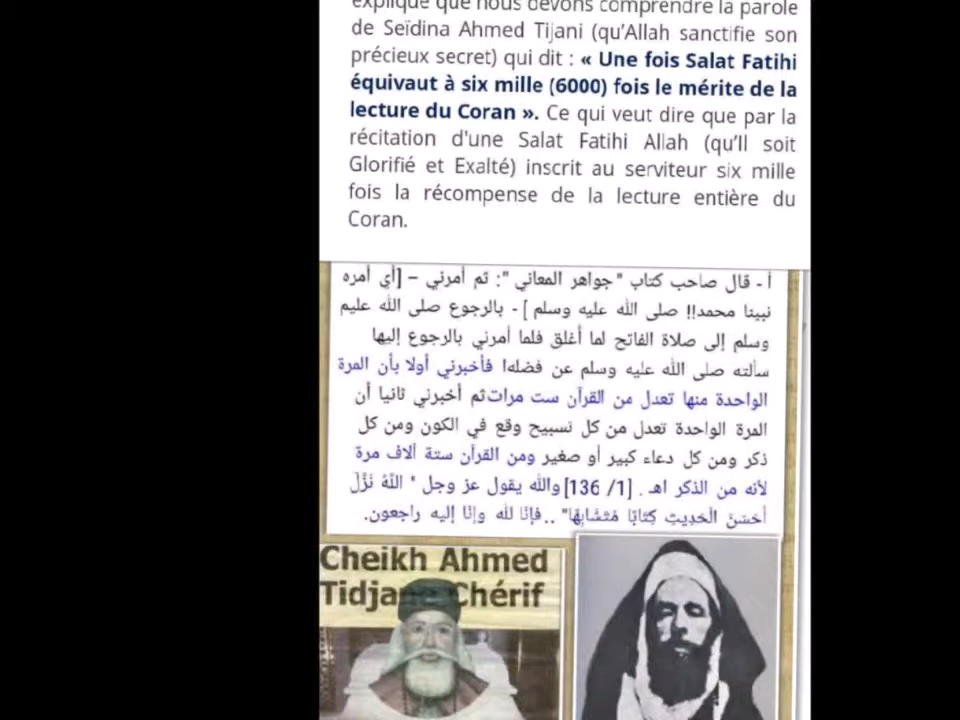 explique que nous devons comprendre la parole
de Seïdina Ahmed Tijani (qu'Allah sanctifie son
précieux secret) qui dit : « Une fois Salat Fatihi
équivaut à six mille (6000) fois le mérite de la
lecture du Coran ». Ce qui veut dire que par la
récitation d'une Salat Fatihi Allah (qu'Il soit
Glorifié et Exalté) inscrit au serviteur six mille
fois la récompense de la lecture entière du
Coran.
أ - قال صاحب كتاب "جواهر المعاني": ثم أمرني – [أي أمره
نبينا محمد!! صلى الله عليه وسلم ]- بالرجوع صلى الله عليم
وسلم إلى صلاة الفاتح لما أغلق فلما أمرني بالرجوع إليها
سألته صلى الله عليه وسلم عن فضلها فأخبرني أولا بأن المرة
الواحدة منها تعدل من القرآن ست مرات ثم أخبرني ثانيا أن
المرة الواحدة تعدل من كل تسبيح وقع في الكون ومن كل
ذكر ومن كل دعاء كبير أو صغير ومن القرآن ستة آلاف مرة
لأنه من الذكر اهـ . [1/ 136] والله يقول عز وجل " اللَّهُ نَزَّلَ
أَحْسَنَ الْحَدِيثِ كِتَابًا مُتَشَابِهًا" ..فإنا لله وإنا إليه راجعون.
Cheikh Ahmed
Tidjane Chérif